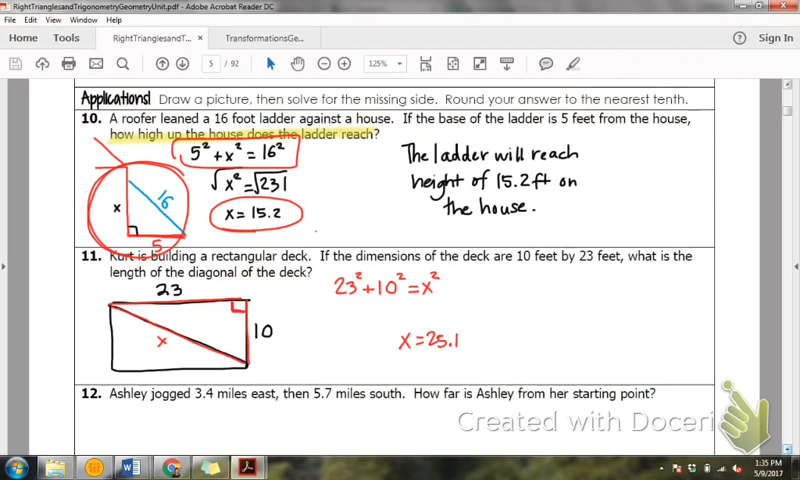 RightTrianglesandTrigonometryGeometryUnit.pdf - Adobe Acrobat Reader DC
File Edit View Window Help
Home Tools RightTrianglesandT... × TransformationsGe... Sign In
5 / 92 125%
Applications! Draw a picture, then solve for the missing side. Round your answer to the nearest tenth.
10. A roofer leaned a 16 foot ladder against a house. If the base of the ladder is 5 feet from the house,
how high up the house does the ladder reach?
5² + x² = 16²
√x² = √231
x = 15.2
x
16
5
The ladder will reach
height of 15.2ft on
the house.
11. Kurt is building a rectangular deck. If the dimensions of the deck are 10 feet by 23 feet, what is the
length of the diagonal of the deck?
23
10
x
23² + 10² = x²
x = 25.1
12. Ashley jogged 3.4 miles east, then 5.7 miles south. How far is Ashley from her starting point?
Created with Doceri
1:35 PM
5/9/2017